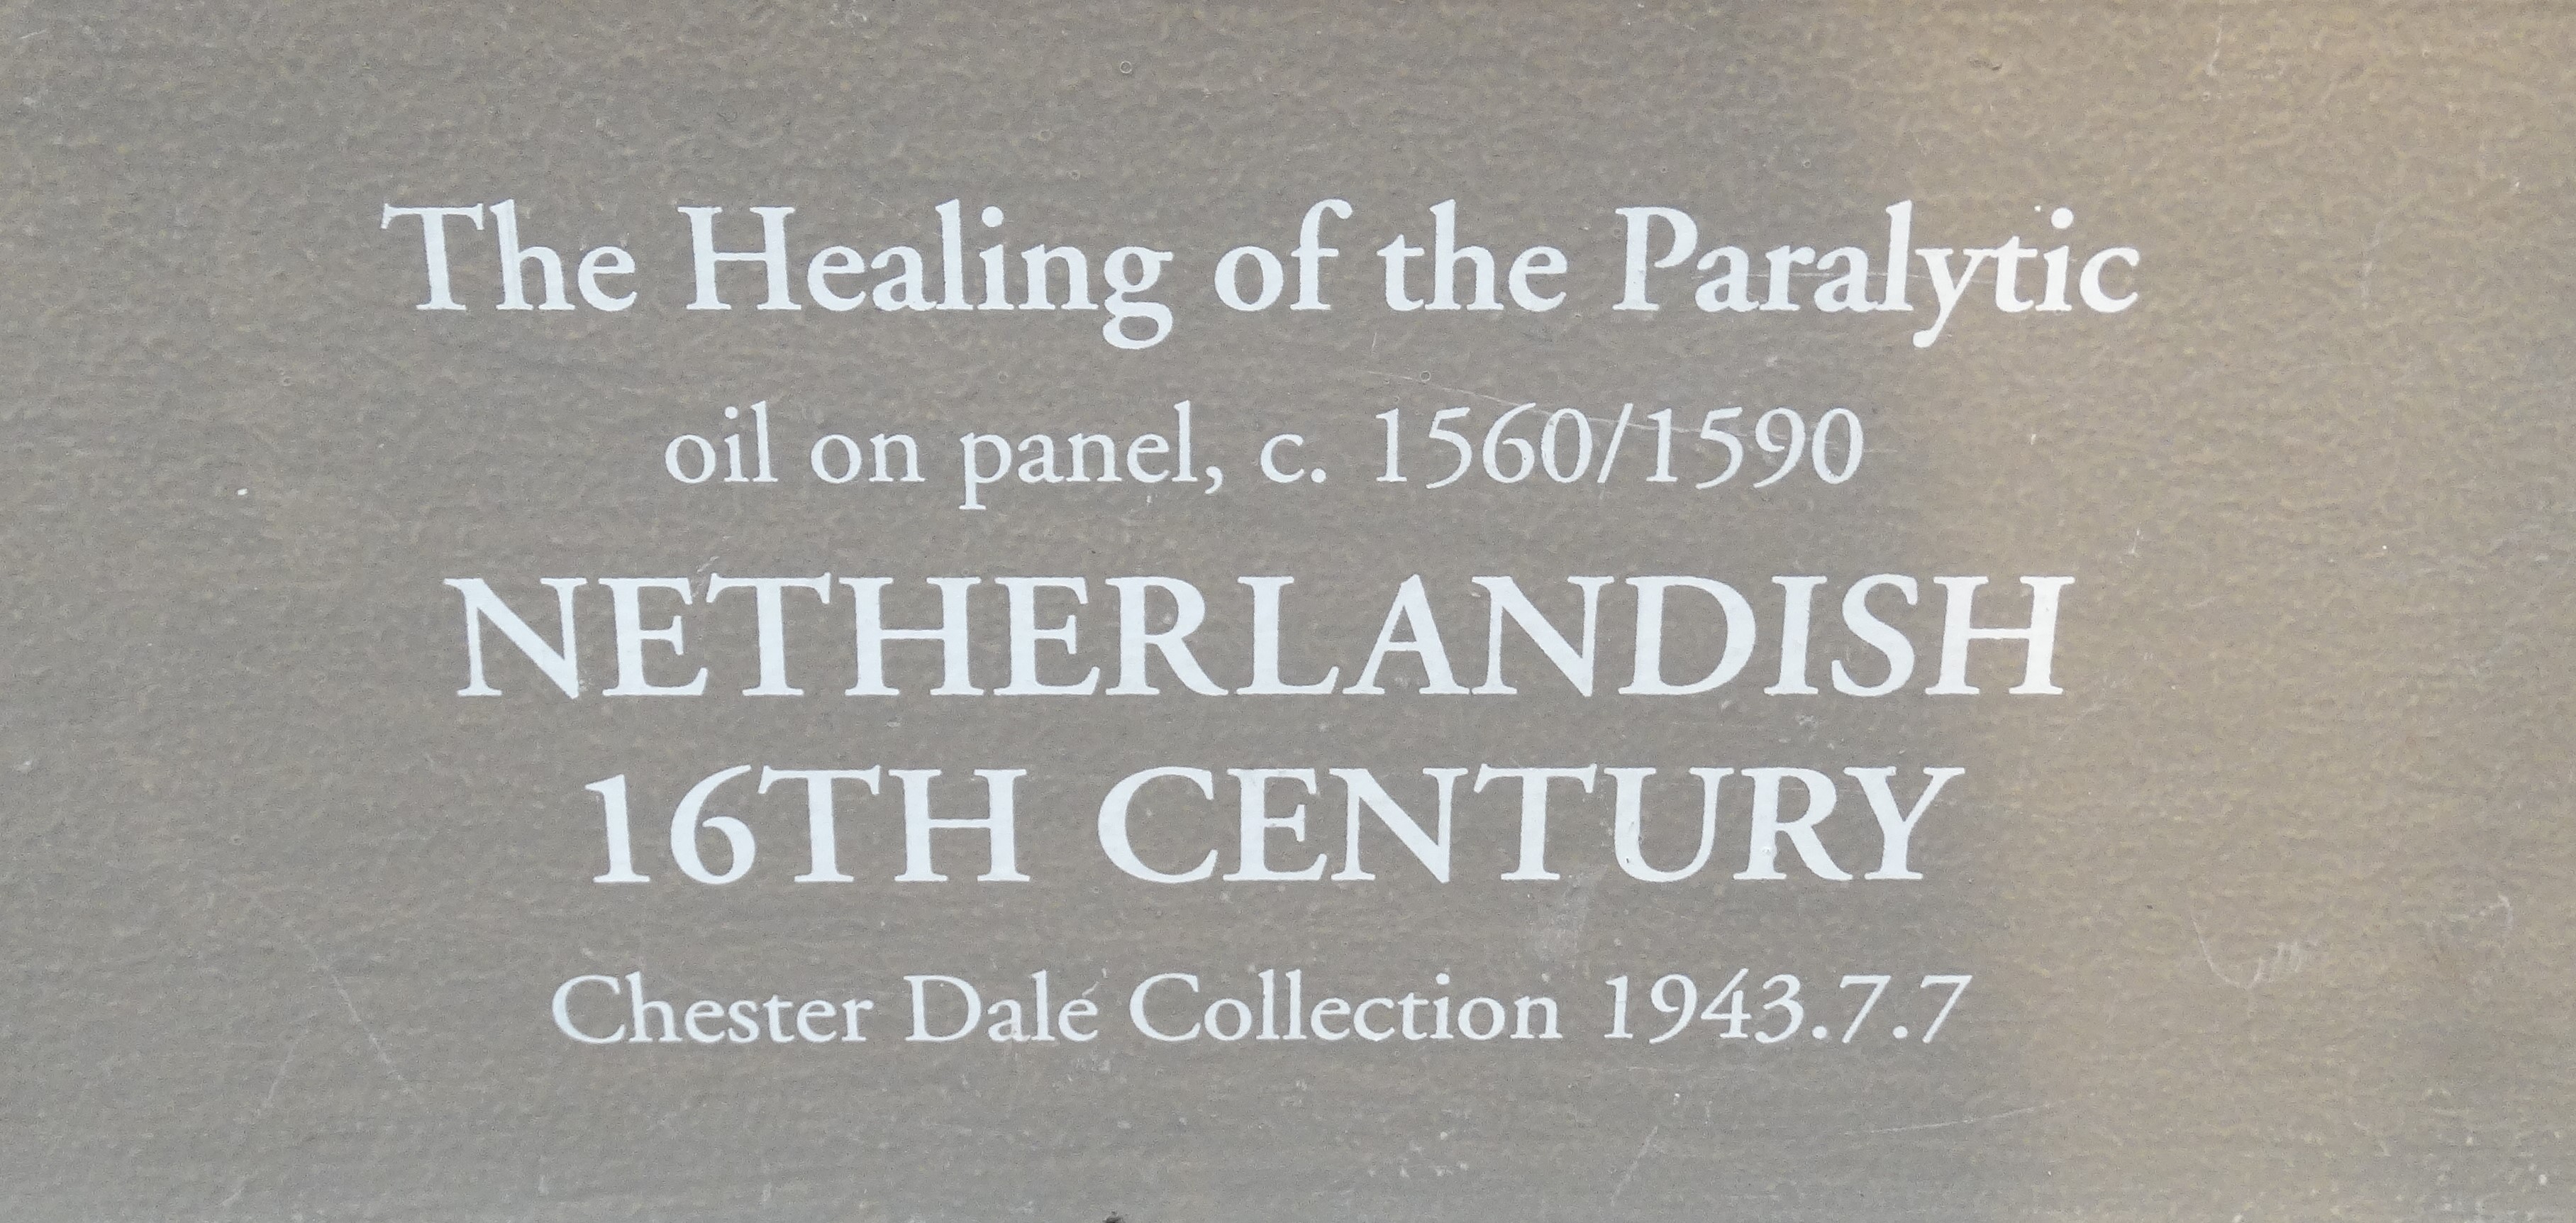 The Healing of the Paralytic
oil on panel, c. 1560/1590
NETHERLANDISH
16TH CENTURY
Chester Dale Collection 1943.7.7